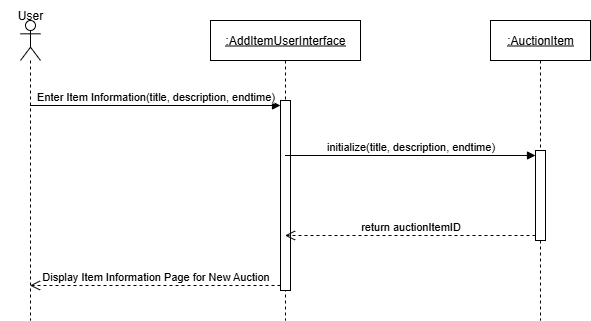 User
:AddItemUserInterface
:AuctionItem
Enter Item Information(title, description, endtime)
initialize(title, description, endtime)
return auctionItemID
Display Item Information Page for New Auction